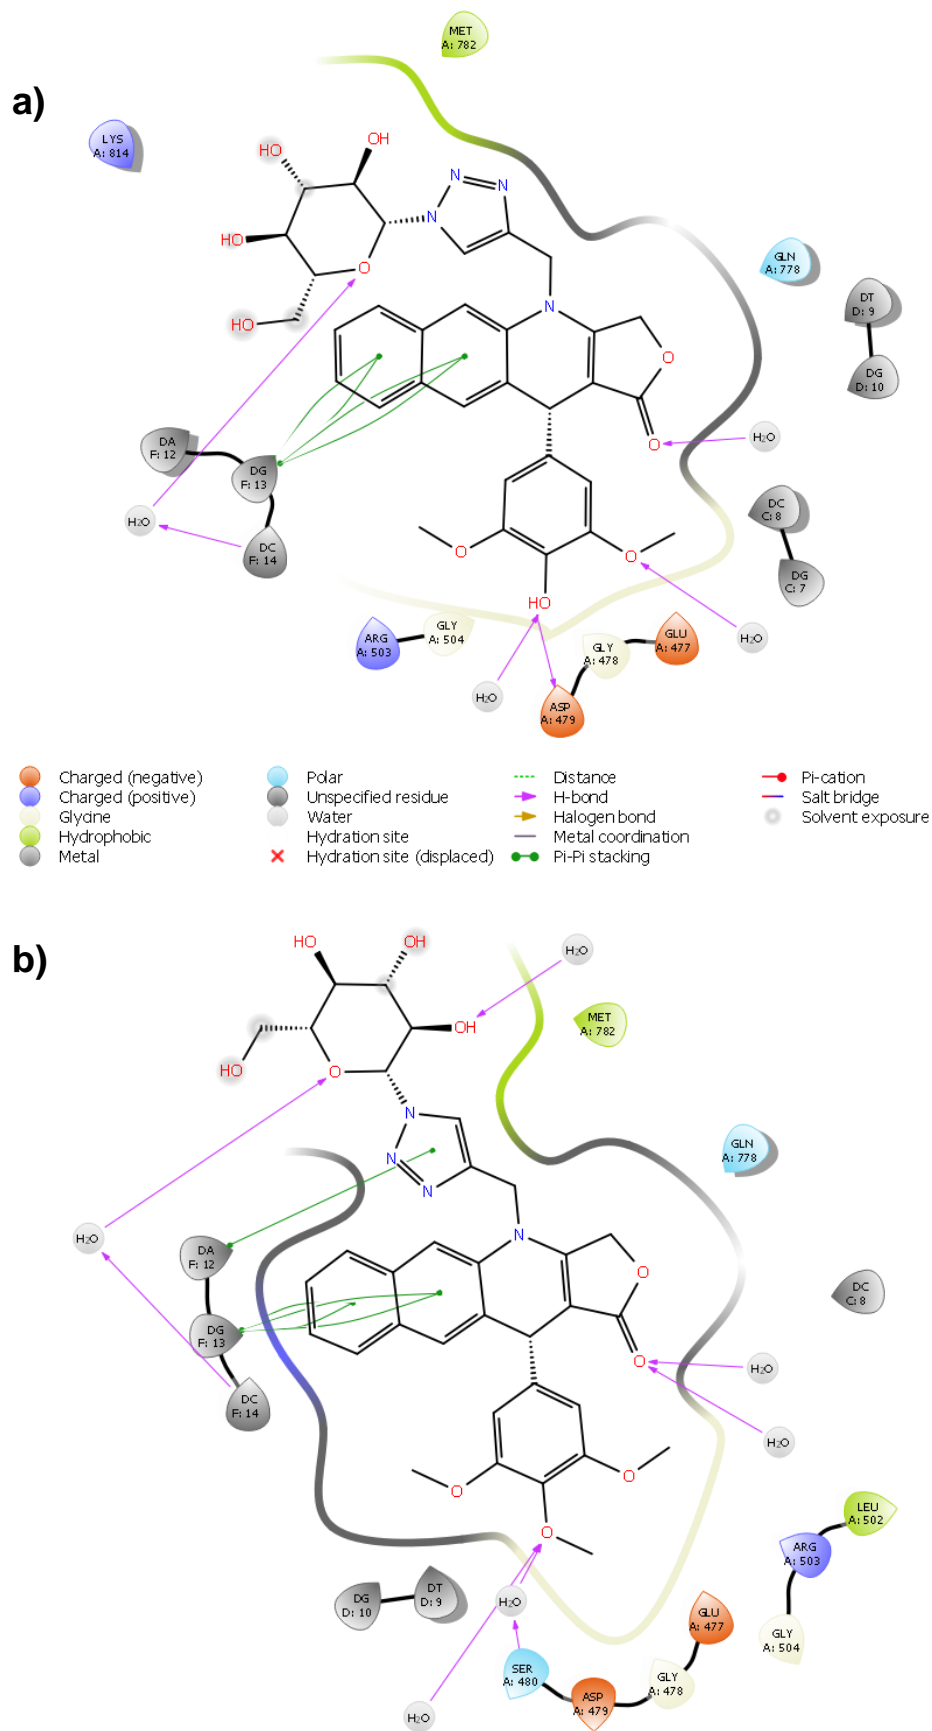 a)
MET
A: 782
LYS
A: 814
OH
HO
N
N
N
HO
O
HO
N
GLN
A: 778
DT
D: 9
DG
D: 10
O
O
H₂O
DA
F: 12
DG
F: 13
H₂O
DC
F: 14
DC
C: 8
DG
C: 7
O
O
HO
ARG
A: 503
GLY
A: 504
GLY
A: 478
GLU
A: 477
H₂O
H₂O
ASP
A: 479
Charged (negative)
Charged (positive)
Glycine
Hydrophobic
Metal
Polar
Unspecified residue
Water
Hydration site
Hydration site (displaced)
Distance
H-bond
Halogen bond
Metal coordination
Pi-Pi stacking
Pi-cation
Salt bridge
Solvent exposure
b)
HO
OH
H₂O
OH
MET
A: 782
HO
O
N
N
N
GLN
A: 778
N
H₂O
DA
F: 12
O
DC
C: 8
DG
F: 13
O
H₂O
DC
F: 14
H₂O
O
O
O
LEU
A: 502
ARG
A: 503
GLY
A: 504
DG
D: 10
DT
D: 9
H₂O
GLU
A: 477
SER
A: 480
ASP
A: 479
GLY
A: 478
H₂O